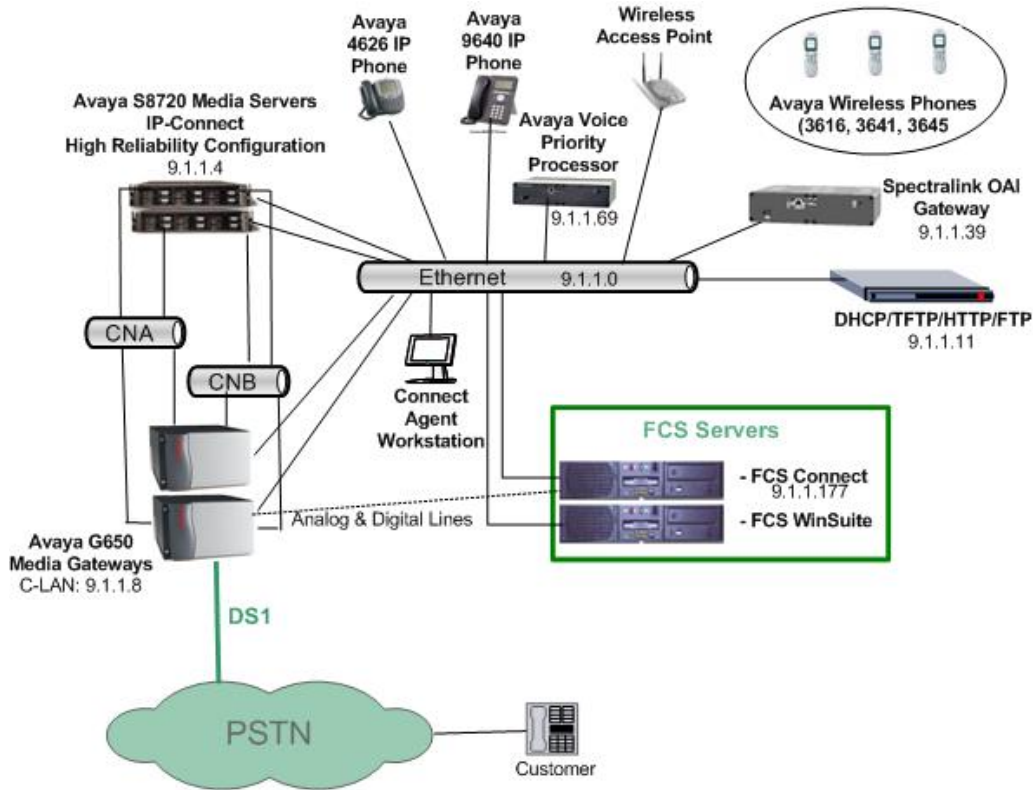 Avaya
4626 IP
Phone
Avaya
9640 IP
Phone
Wireless
Access Point
Avaya Wireless Phones
(3616, 3641, 3645
Avaya S8720 Media Servers
IP-Connect
High Reliability Configuration
9.1.1.4
Avaya Voice
Priority
Processor
9.1.1.69
Spectralink OAI
Gateway
9.1.1.39
Ethernet 9.1.1.0
DHCP/TFTP/HTTP/FTP
9.1.1.11
CNA
CNB
Connect
Agent
Workstation
FCS Servers
- FCS Connect
9.1.1.177
- FCS WinSuite
Analog & Digital Lines
Avaya G650
Media Gateways
C-LAN: 9.1.1.8
DS1
PSTN
Customer